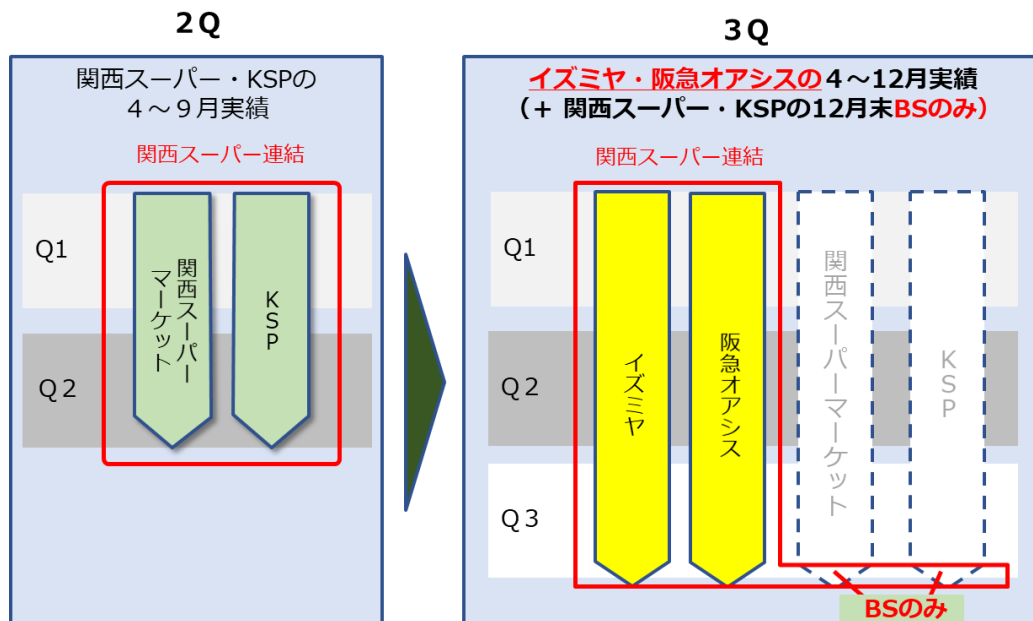 2Q
関西スーパー・KSPの
４～９月実績
関西スーパー連結
Q1
Q２
関西スーパー
マーケット
KSP
3Q
イズミヤ・阪急オアシスの４～12月実績
（+ 関西スーパー・KSPの12月末BSのみ）
関西スーパー連結
Q1
Q２
Q３
イズミヤ
阪急オアシス
関西スーパーマーケット
KSP
BSのみ